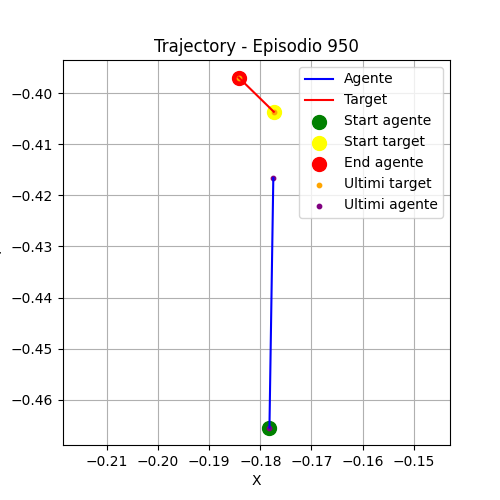 Trajectory - Episodio 950
Agente
Target
Start agente
Start target
End agente
Ultimi target
Ultimi agente
−0.40
−0.41
−0.42
−0.43
−0.44
−0.45
−0.46
−0.21 −0.20 −0.19 −0.18 −0.17 −0.16 −0.15
X